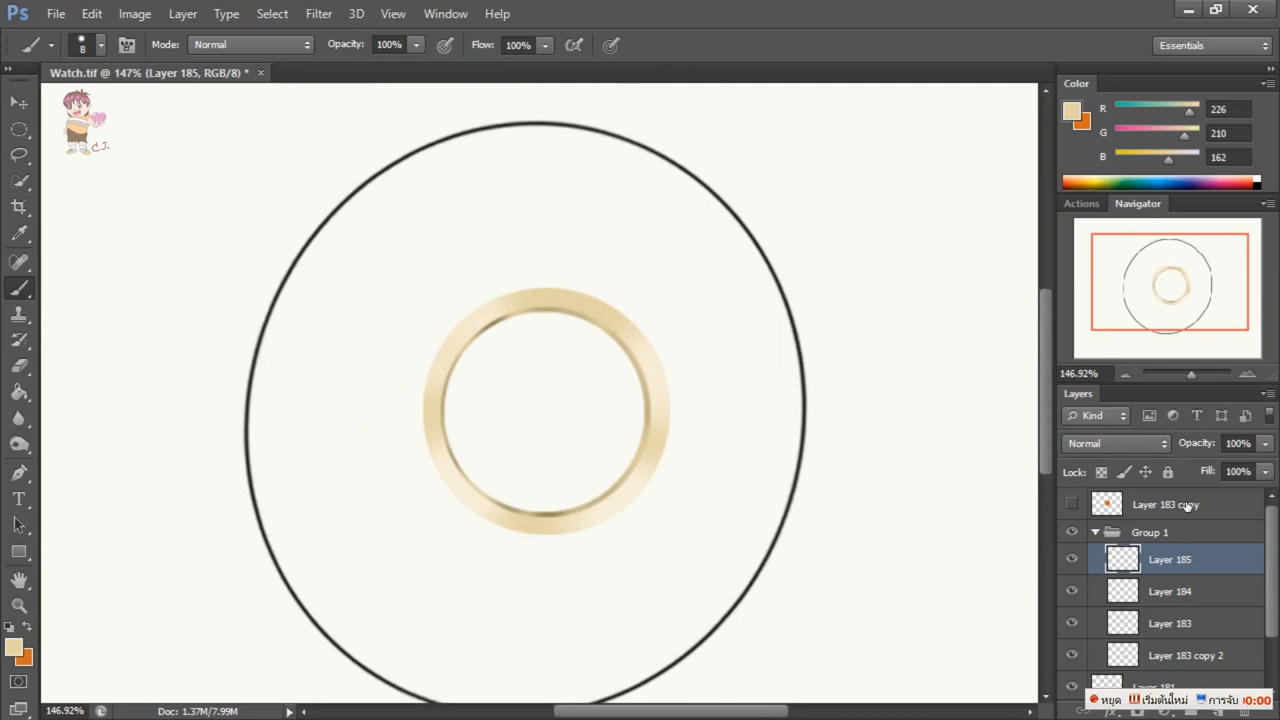 Ps File Edit Image Layer Type Select Filter 3D View Window Help
8 Mode: Normal Opacity: 100% Flow: 100% Essentials
Watch.tif @ 147% (Layer 185, RGB/8) * ×
C.J.
Color
R 226
G 210
B 162
Actions Navigator
146.92%
Layers
Kind
Normal Opacity: 100%
Lock: Fill: 100%
Layer 183 copy
Group 1
Layer 185
Layer 184
Layer 183
Layer 183 copy 2
Layer 181
หยุด เริ่มต้นใหม่ การจับ 00:00
146.92% Doc: 1.37M/7.99M